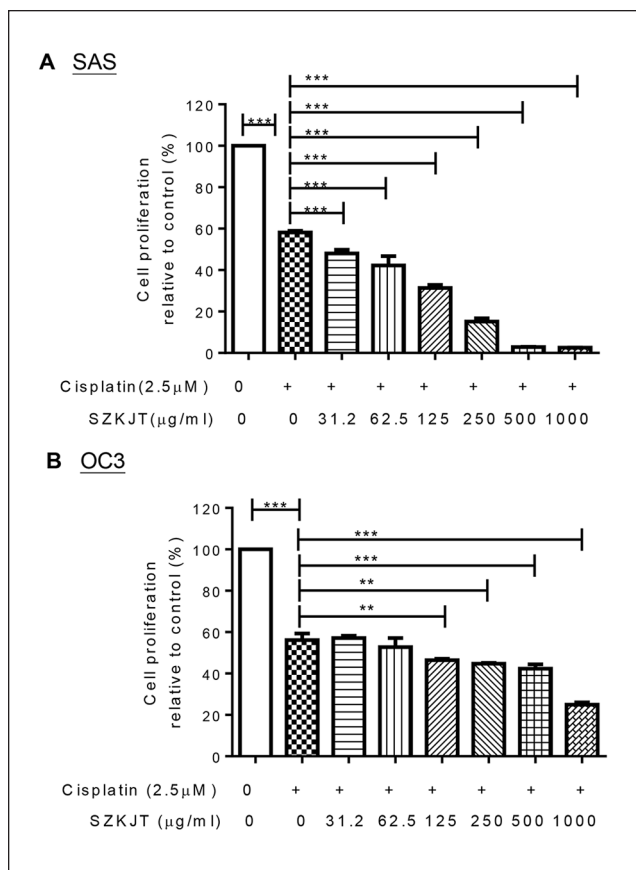 A SAS
***
***
***
***
***
***
***
120
100
80
60
40
20
0
Cell proliferation
relative to control (%)
Cisplatin(2.5μM) 0 + + + + + + +
SZKJT(μg/ml) 0 0 31.2 62.5 125 250 500 1000
B OC3
***
***
***
**
**
120
100
80
60
40
20
0
Cell proliferation
relative to control (%)
Cisplatin (2.5μM) 0 + + + + + + +
SZKJT (μg/ml) 0 0 31.2 62.5 125 250 500 1000